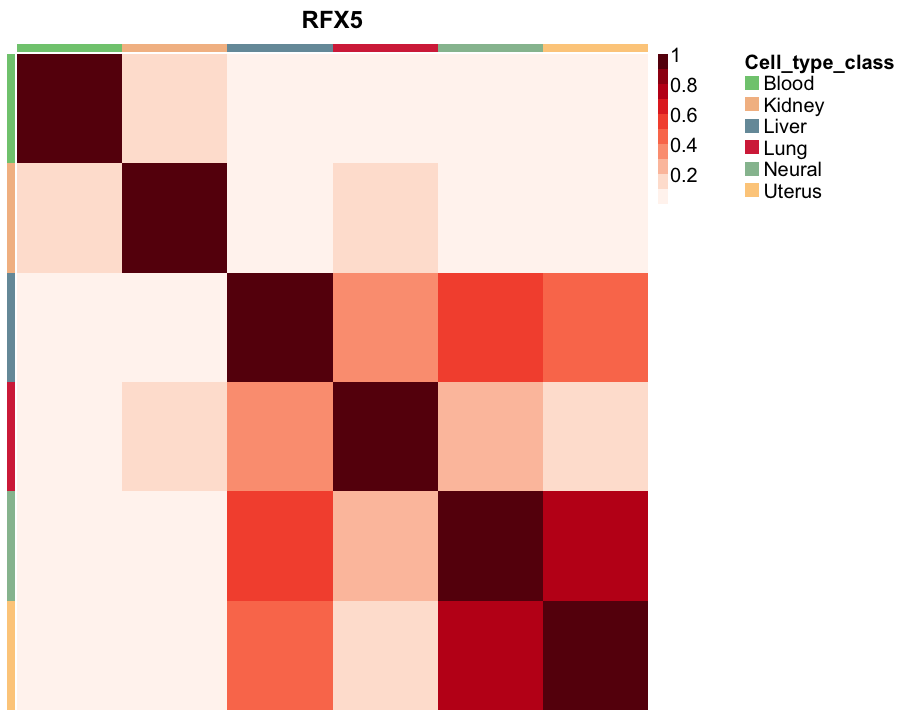 RFX5
1
0.8
0.6
0.4
0.2
Cell_type_class
Blood
Kidney
Liver
Lung
Neural
Uterus